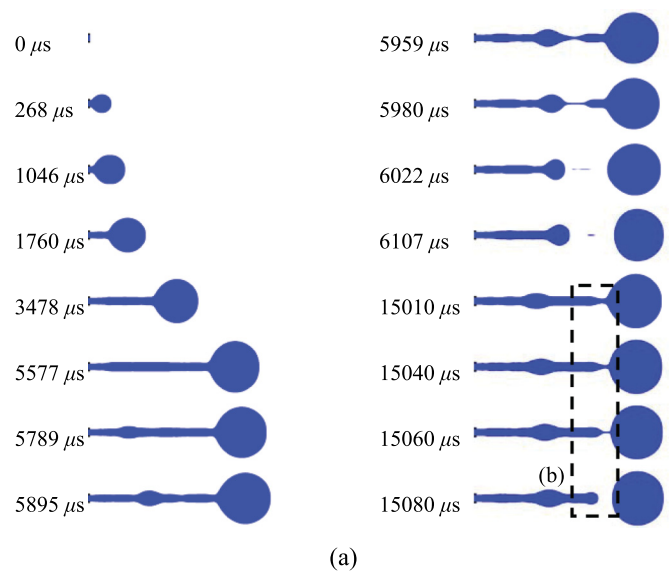 0 μs
268 μs
1046 μs
1760 μs
3478 μs
5577 μs
5789 μs
5895 μs
5959 μs
5980 μs
6022 μs
6107 μs
15010 μs
15040 μs
15060 μs
(b)
15080 μs
(a)